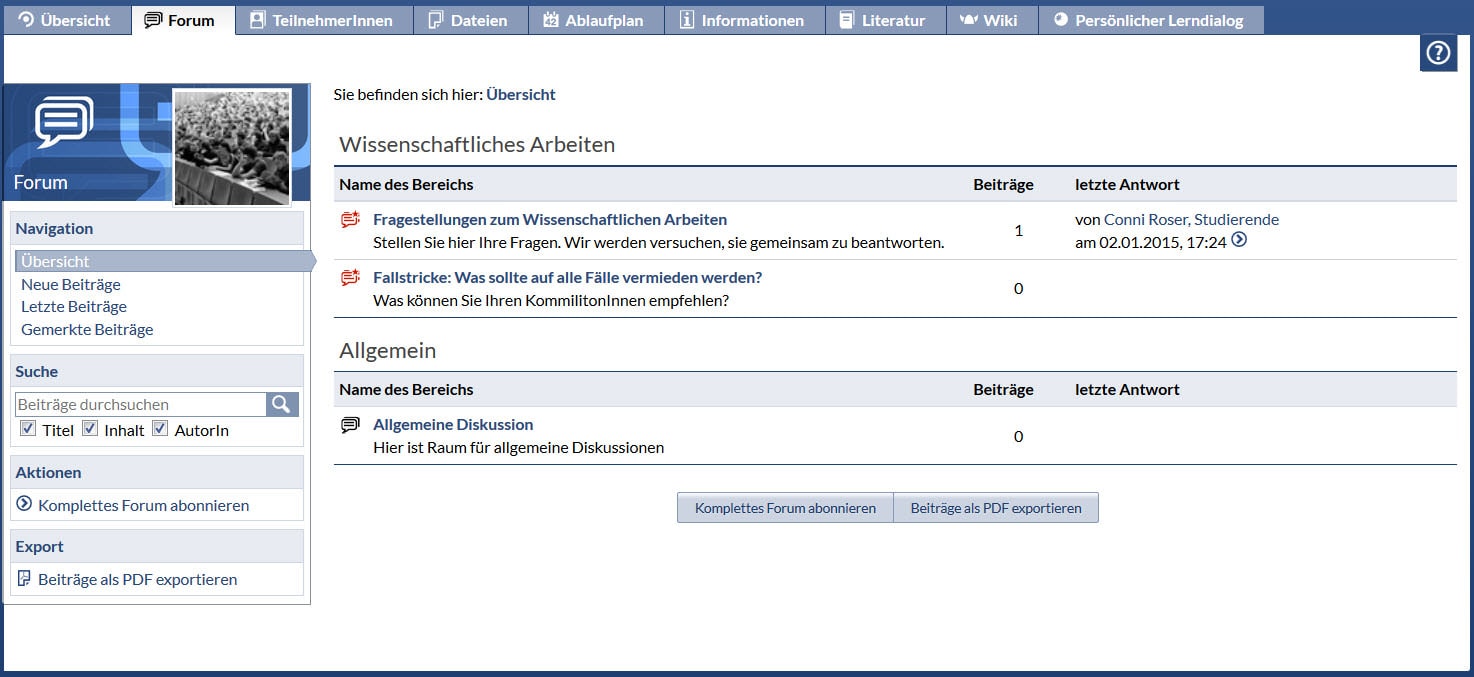 Übersicht Forum TeilnehmerInnen Dateien 42 Ablaufplan Informationen Literatur Wiki Persönlicher Lerndialog
Forum
Navigation
Übersicht
Neue Beiträge
Letzte Beiträge
Gemerkte Beiträge
Suche
Beiträge durchsuchen
Titel Inhalt AutorIn
Aktionen
Komplettes Forum abonnieren
Export
Beiträge als PDF exportieren
Sie befinden sich hier: Übersicht
Wissenschaftliches Arbeiten
Name des Bereichs Beiträge letzte Antwort
Fragestellungen zum Wissenschaftlichen Arbeiten
Stellen Sie hier Ihre Fragen. Wir werden versuchen, sie gemeinsam zu beantworten.
1
von Conni Roser, Studierende
am 02.01.2015, 17:24
Fallstricke: Was sollte auf alle Fälle vermieden werden?
Was können Sie Ihren KommilitonInnen empfehlen?
0
Allgemein
Name des Bereichs Beiträge letzte Antwort
Allgemeine Diskussion
Hier ist Raum für allgemeine Diskussionen
0
Komplettes Forum abonnieren Beiträge als PDF exportieren